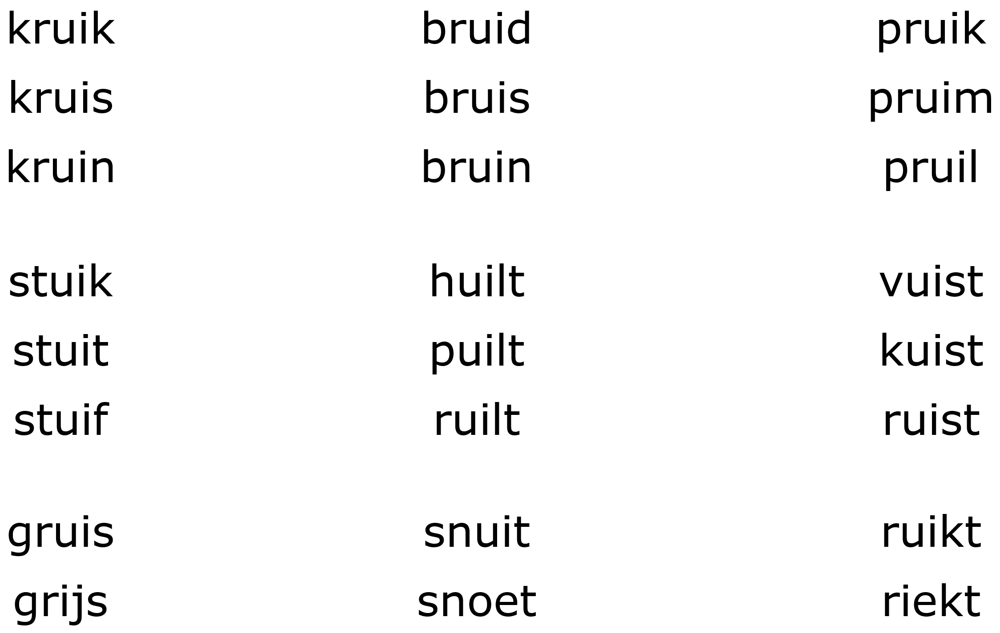 kruik bruid pruik
kruis bruis pruim
kruin bruin pruil
stuik huilt vuist
stuit puilt kuist
stuif ruilt ruist
gruis snuit ruikt
grijs snoet riekt